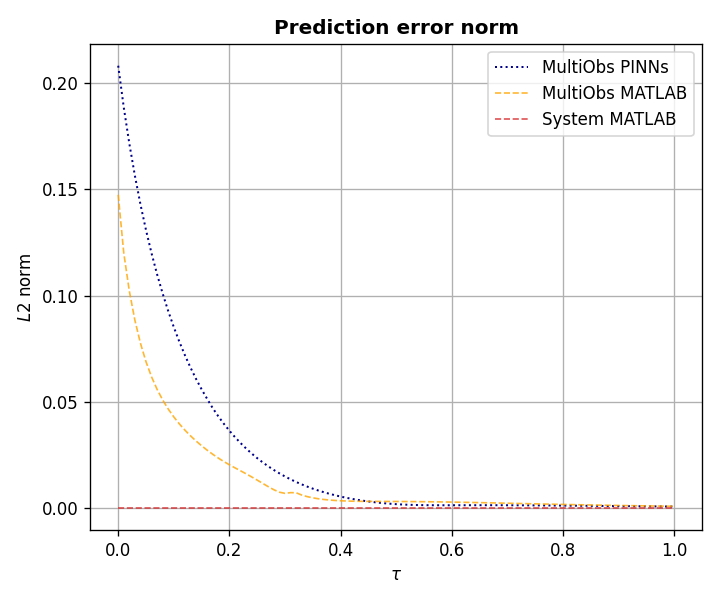 Prediction error norm
MultiObs PINNs
MultiObs MATLAB
System MATLAB
L2 norm
0.20
0.15
0.10
0.05
0.00
0.0 0.2 0.4 0.6 0.8 1.0
τ